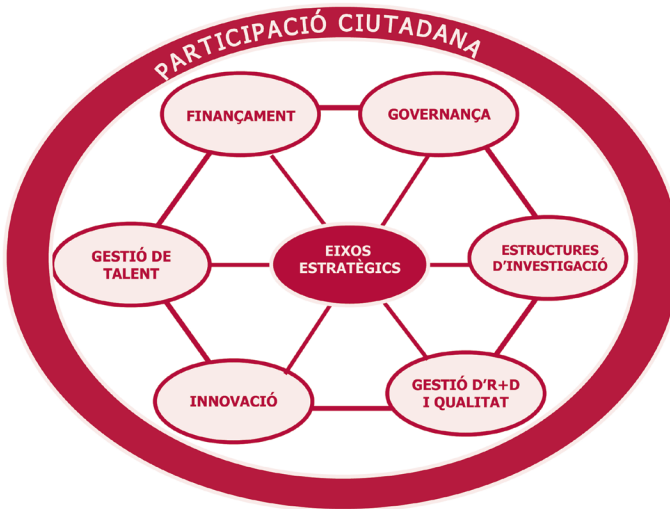 PARTICIPACIÓ CIUTADANA
FINANÇAMENT
GOVERNANÇA
GESTIÓ DE
TALENT
EIXOS
ESTRATÈGICS
ESTRUCTURES
D'INVESTIGACIÓ
INNOVACIÓ
GESTIÓ D'R+D
I QUALITAT